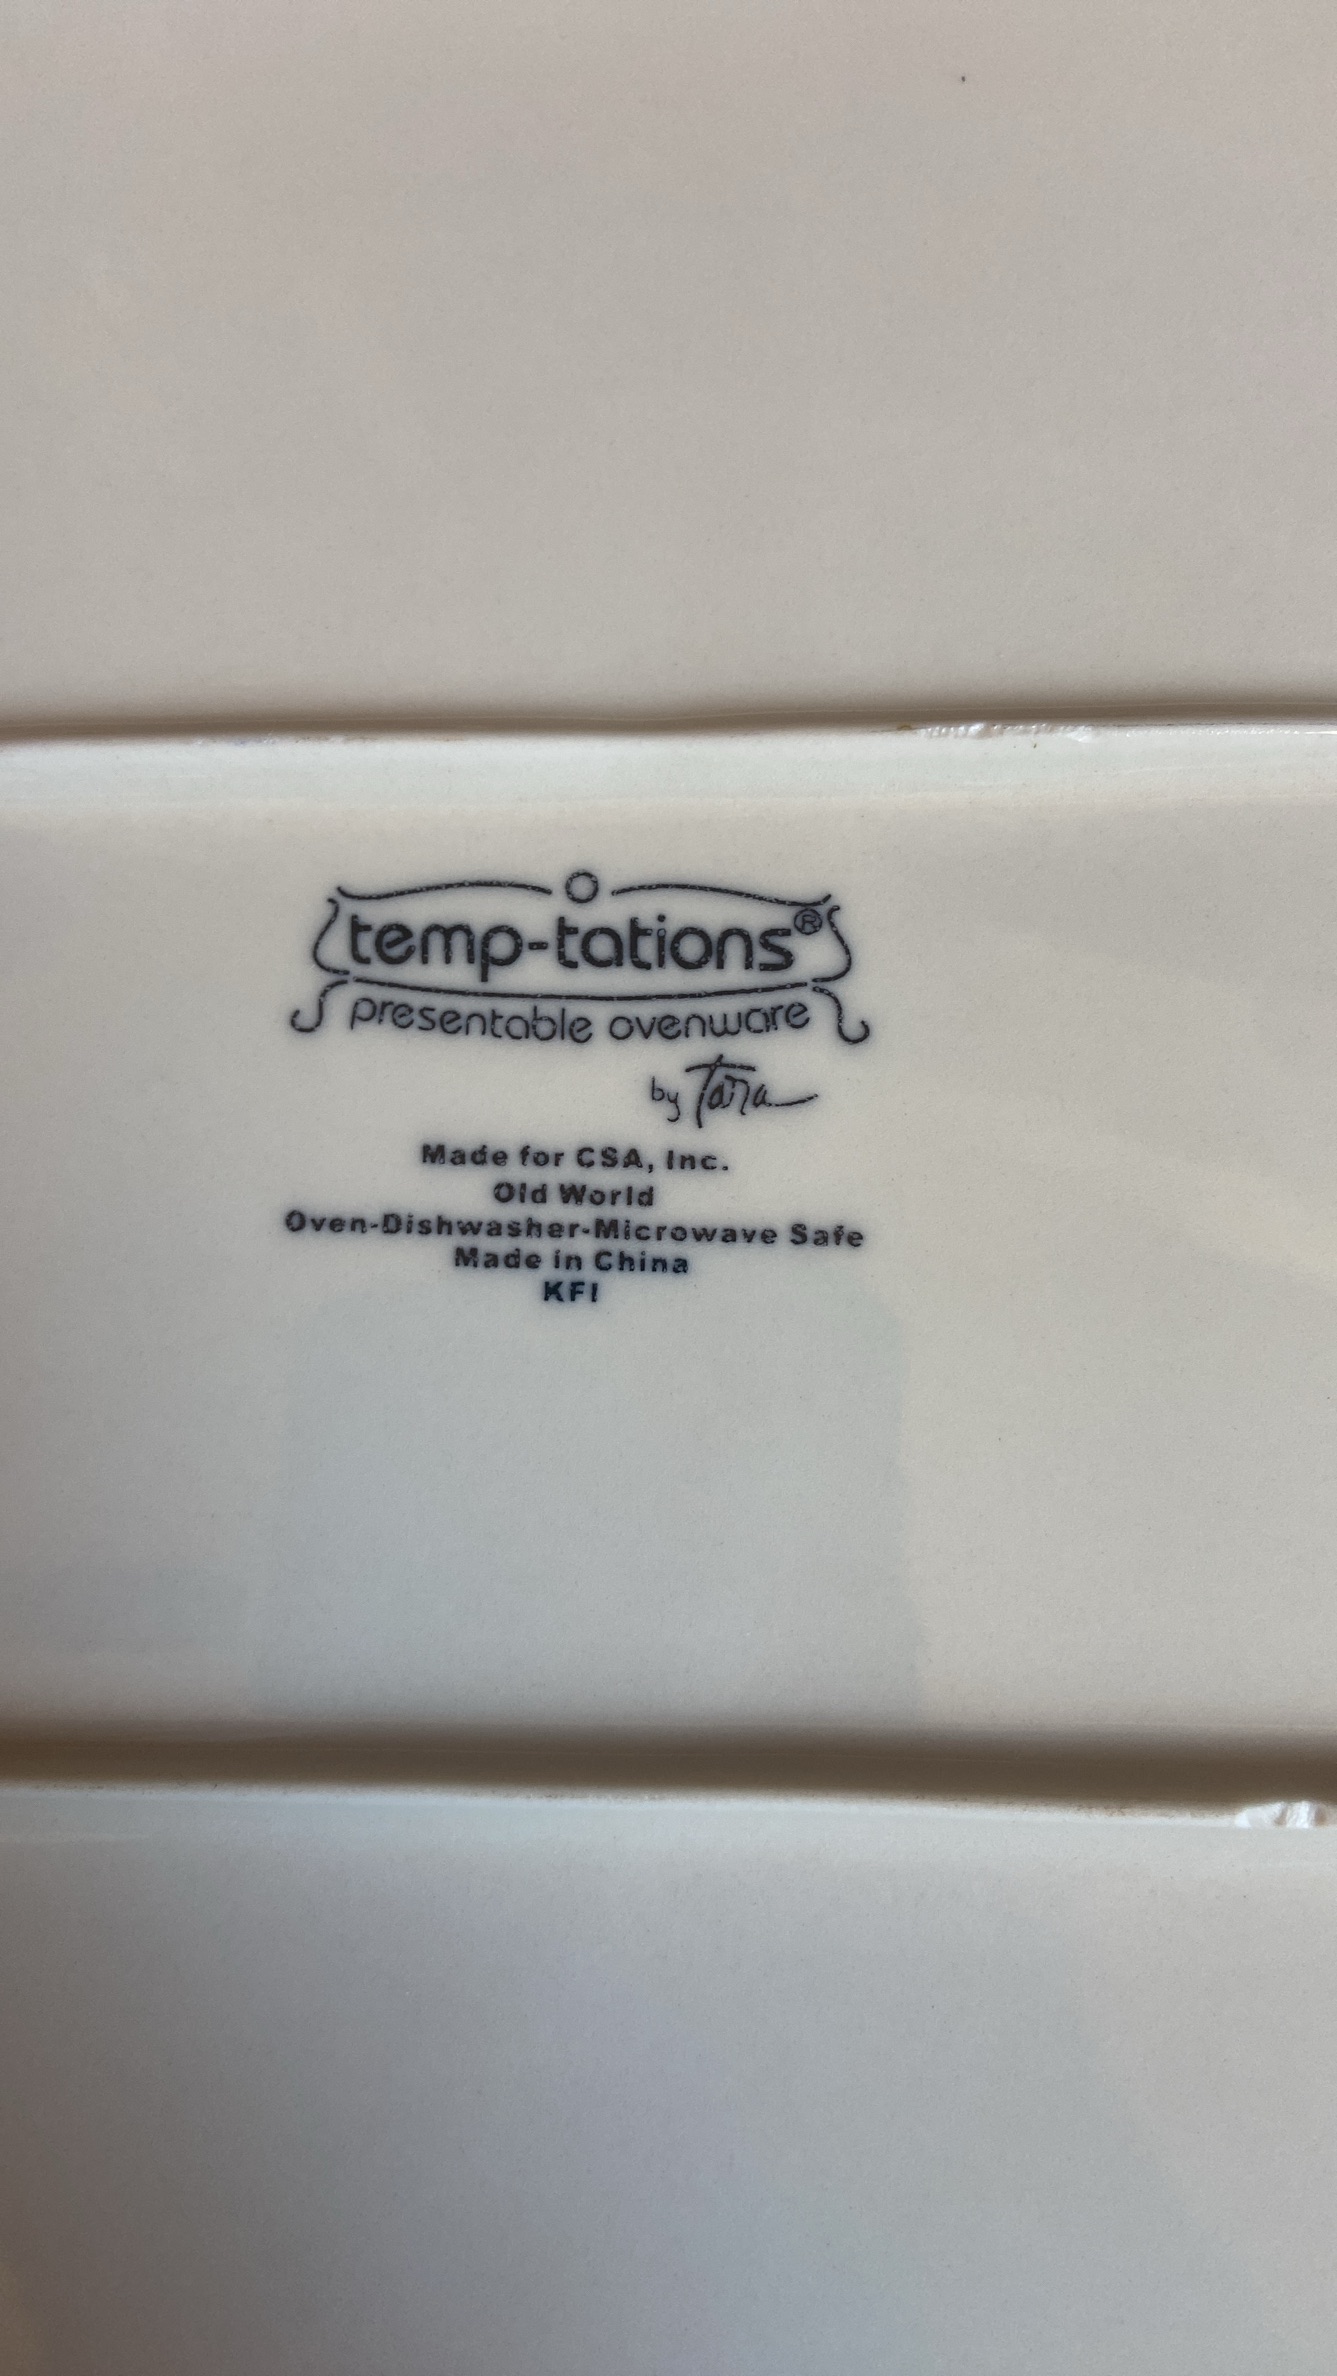 temp-tations®
presentable ovenware
by Tara
Made for CSA, Inc.
Old World
Oven-Dishwasher-Microwave Safe
Made in China
KFI